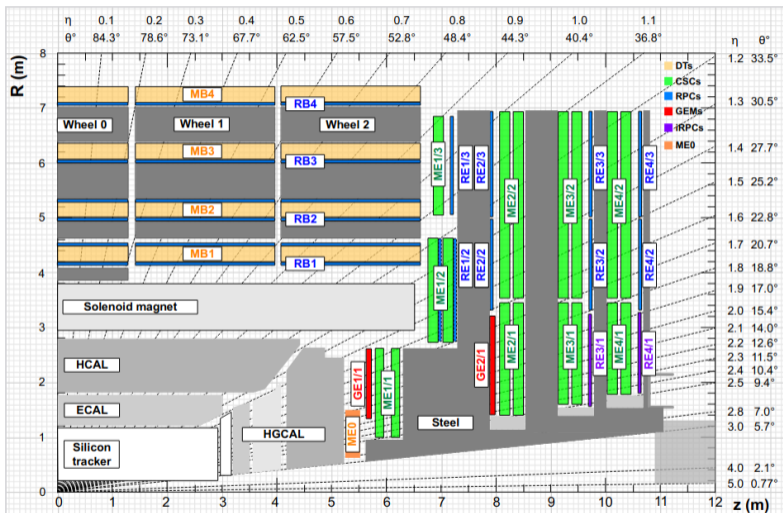 η 0.1 0.2 0.3 0.4 0.5 0.6 0.7 0.8 0.9 1.0 1.1
θ° 84.3° 78.6° 73.1° 67.7° 62.5° 57.5° 52.8° 48.4° 44.3° 40.4° 36.8° η θ°
R (m)
8
7
6
5
4
3
2
1
0
1.2 33.5°
1.3 30.5°
1.4 27.7°
1.5 25.2°
1.6 22.8°
1.7 20.7°
1.8 18.8°
1.9 17.0°
2.0 15.4°
2.1 14.0°
2.2 12.6°
2.3 11.5°
2.4 10.4°
2.5 9.4°
2.8 7.0°
3.0 5.7°
4.0 2.1°
5.0 0.77°
DTs
CSCs
RPCs
GEMs
iRPCs
ME0
MB4
RB4
Wheel 0
Wheel 1
Wheel 2
MB3
RB3
MB2
RB2
MB1
RB1
Solenoid magnet
HCAL
ECAL
Silicon
tracker
HGCAL
Steel
ME0
GE1/1
ME1/1
ME1/2
ME1/3
RE1/3
RE2/3
RE1/2
RE2/2
GE2/1
ME2/2
ME2/1
ME3/2
ME3/1
RE3/3
RE3/2
RE3/1
ME4/2
ME4/1
RE4/3
RE4/2
RE4/1
0 1 2 3 4 5 6 7 8 9 10 11 12
z (m)